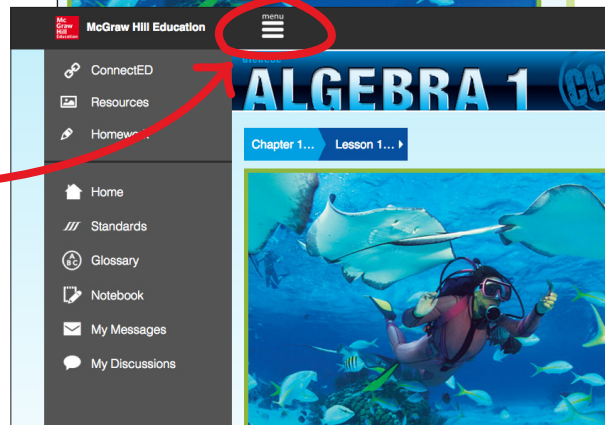 Mc
Graw
Hill
Education
McGraw Hill Education
menu
ConnectED
Resources
ALGEBRA 1
CC
Chapter 1...
Lesson 1...
Home
Standards
A
B C
Glossary
Notebook
My Messages
My Discussions